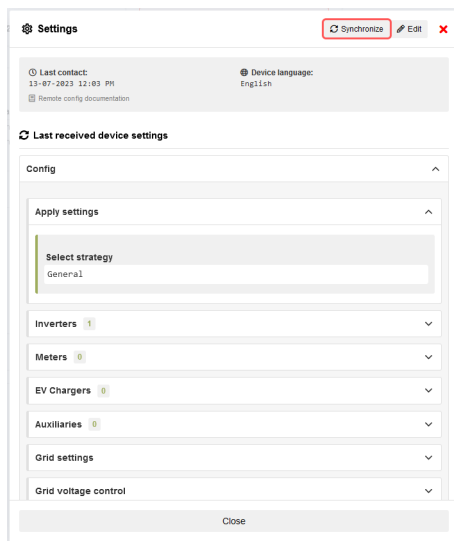 Settings
Synchronize
Edit
Last contact:
13-07-2023 12:03 PM
Remote config documentation
Device language:
English
Last received device settings
Config
Apply settings
Select strategy
General
Inverters 1
Meters 0
EV Chargers 0
Auxiliaries 0
Grid settings
Grid voltage control
Close